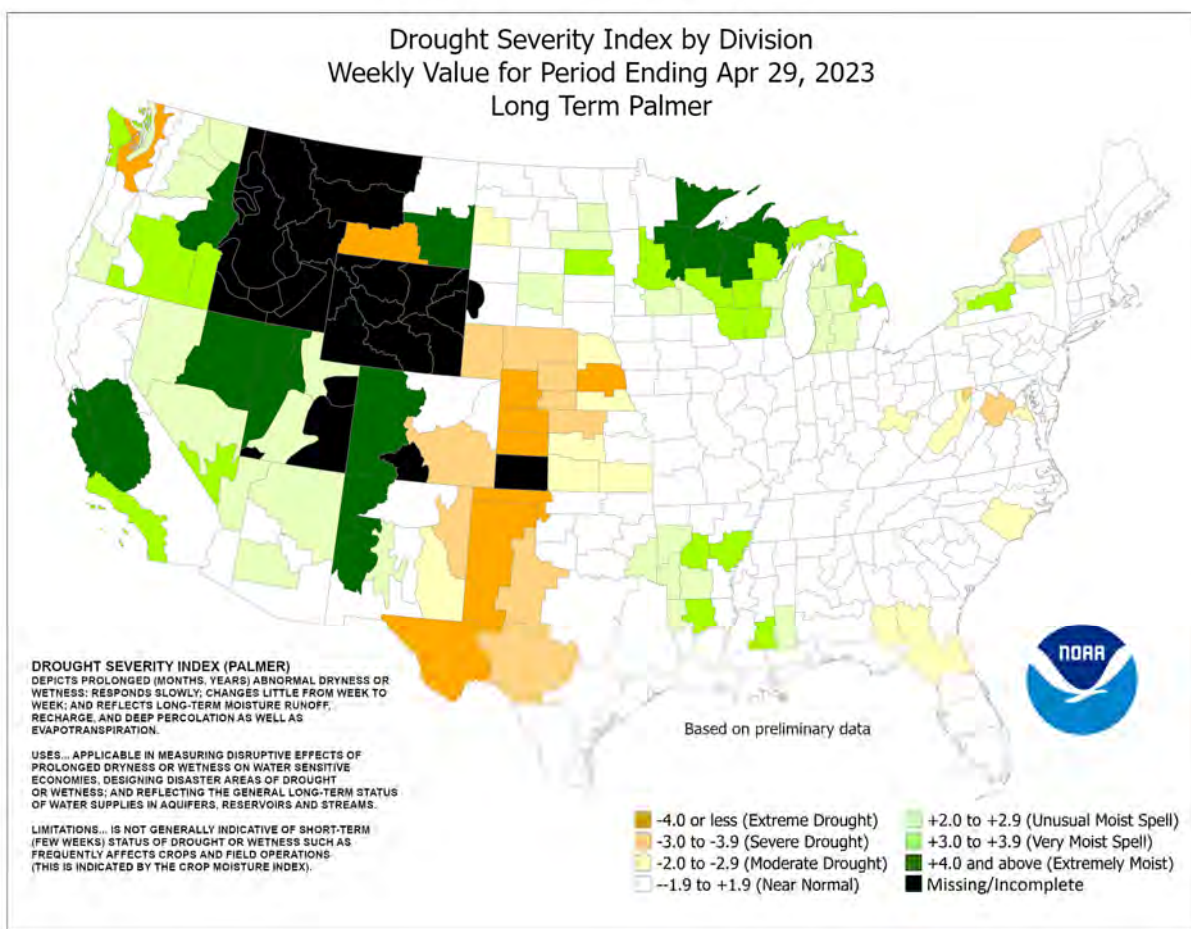 Drought Severity Index by Division
Weekly Value for Period Ending Apr 29, 2023
Long Term Palmer
DROUGHT SEVERITY INDEX (PALMER)
DEPICTS PROLONGED (MONTHS, YEARS) ABNORMAL DRYNESS OR
WETNESS: RESPONDS SLOWLY; CHANGES LITTLE FROM WEEK TO
WEEK; AND REFLECTS LONG-TERM MOISTURE RUNOFF,
RECHARGE, AND DEEP PERCOLATION AS WELL AS
EVAPOTRANSPIRATION.
USES... APPLICABLE IN MEASURING DISRUPTIVE EFFECTS OF
PROLONGED DRYNESS OR WETNESS ON WATER SENSITIVE
ECONOMIES, DESIGNING DISASTER AREAS OF DROUGHT
OR WETNESS; AND REFLECTING THE GENERAL LONG-TERM STATUS
OF WATER SUPPLIES IN AQUIFERS, RESERVOIRS AND STREAMS.
LIMITATIONS... IS NOT GENERALLY INDICATIVE OF SHORT-TERM
(FEW WEEKS) STATUS OF DROUGHT OR WETNESS SUCH AS
FREQUENTLY AFFECTS CROPS AND FIELD OPERATIONS
(THIS IS INDICATED BY THE CROP MOISTURE INDEX).
NOAA
Based on preliminary data
-4.0 or less (Extreme Drought)
-3.0 to -3.9 (Severe Drought)
-2.0 to -2.9 (Moderate Drought)
--1.9 to +1.9 (Near Normal)
+2.0 to +2.9 (Unusual Moist Spell)
+3.0 to +3.9 (Very Moist Spell)
+4.0 and above (Extremely Moist)
Missing/Incomplete